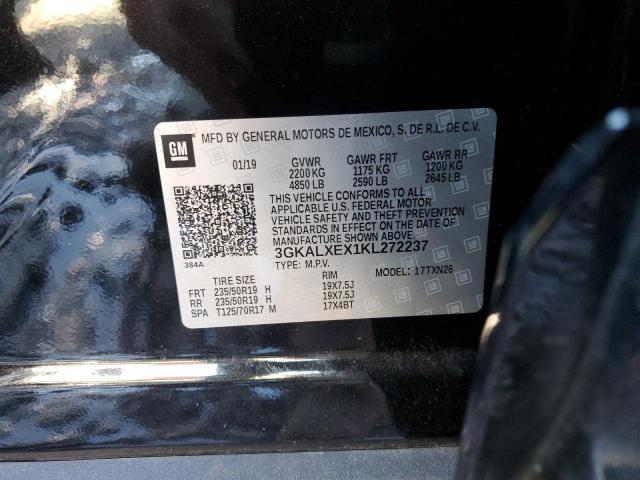 GM
MFD BY GENERAL MOTORS DE MEXICO, S. DE R.L. DE C.V.
01/19 GVWR GAWR FRT GAWR RR
2200 KG 1175 KG 1200 KG
4850 LB 2590 LB 2645 LB
THIS VEHICLE CONFORMS TO ALL
APPLICABLE U.S. FEDERAL MOTOR
VEHICLE SAFETY AND THEFT PREVENTION
STANDARDS IN EFFECT ON THE DATE OF
MANUFACTURE SHOWN ABOVE.
3GKALXEX1KL272237
384A
TYPE: M.P.V. MODEL: 17TXN26
TIRE SIZE RIM
FRT 235/50R19 H 19X7.5J
RR 235/50R19 H 19X7.5J
SPA T125/70R17 M 17X4BT